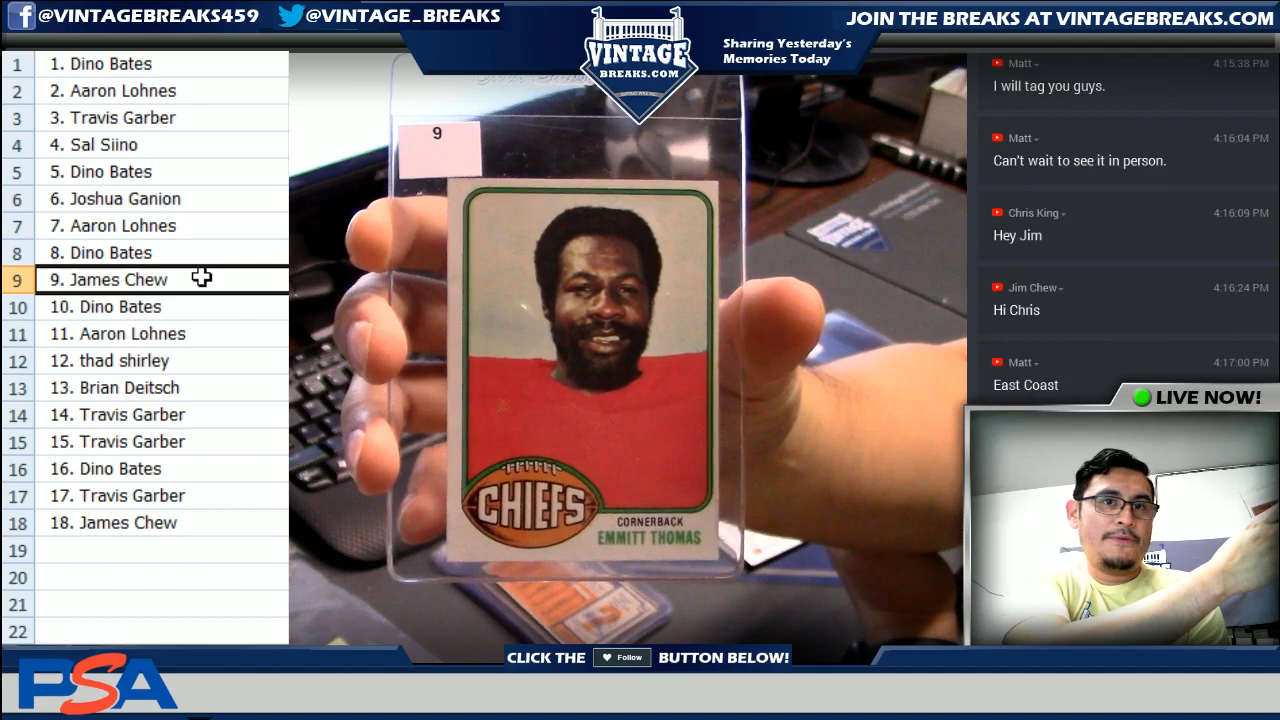 @VINTAGEBREAKS459
@VINTAGE_BREAKS
VINTAGE
BREAKS.COM
Sharing Yesterday's
Memories Today
JOIN THE BREAKS AT VINTAGEBREAKS.COM
1 1. Dino Bates
2 2. Aaron Lohnes
3 3. Travis Garber
4 4. Sal Siino
5 5. Dino Bates
6 6. Joshua Ganion
7 7. Aaron Lohnes
8 8. Dino Bates
9 9. James Chew
10 10. Dino Bates
11 11. Aaron Lohnes
12 12. thad shirley
13 13. Brian Deitsch
14 14. Travis Garber
15 15. Travis Garber
16 16. Dino Bates
17 17. Travis Garber
18 18. James Chew
19
20
21
22
9
CHIEFS
CORNERBACK
EMMITT THOMAS
Matt 4:15:38 PM
I will tag you guys.
Matt 4:16:04 PM
Can't wait to see it in person.
Chris King 4:16:09 PM
Hey Jim
Jim Chew 4:16:24 PM
Hi Chris
Matt 4:17:00 PM
East Coast
LIVE NOW!
CLICK THE Follow BUTTON BELOW!
PSA